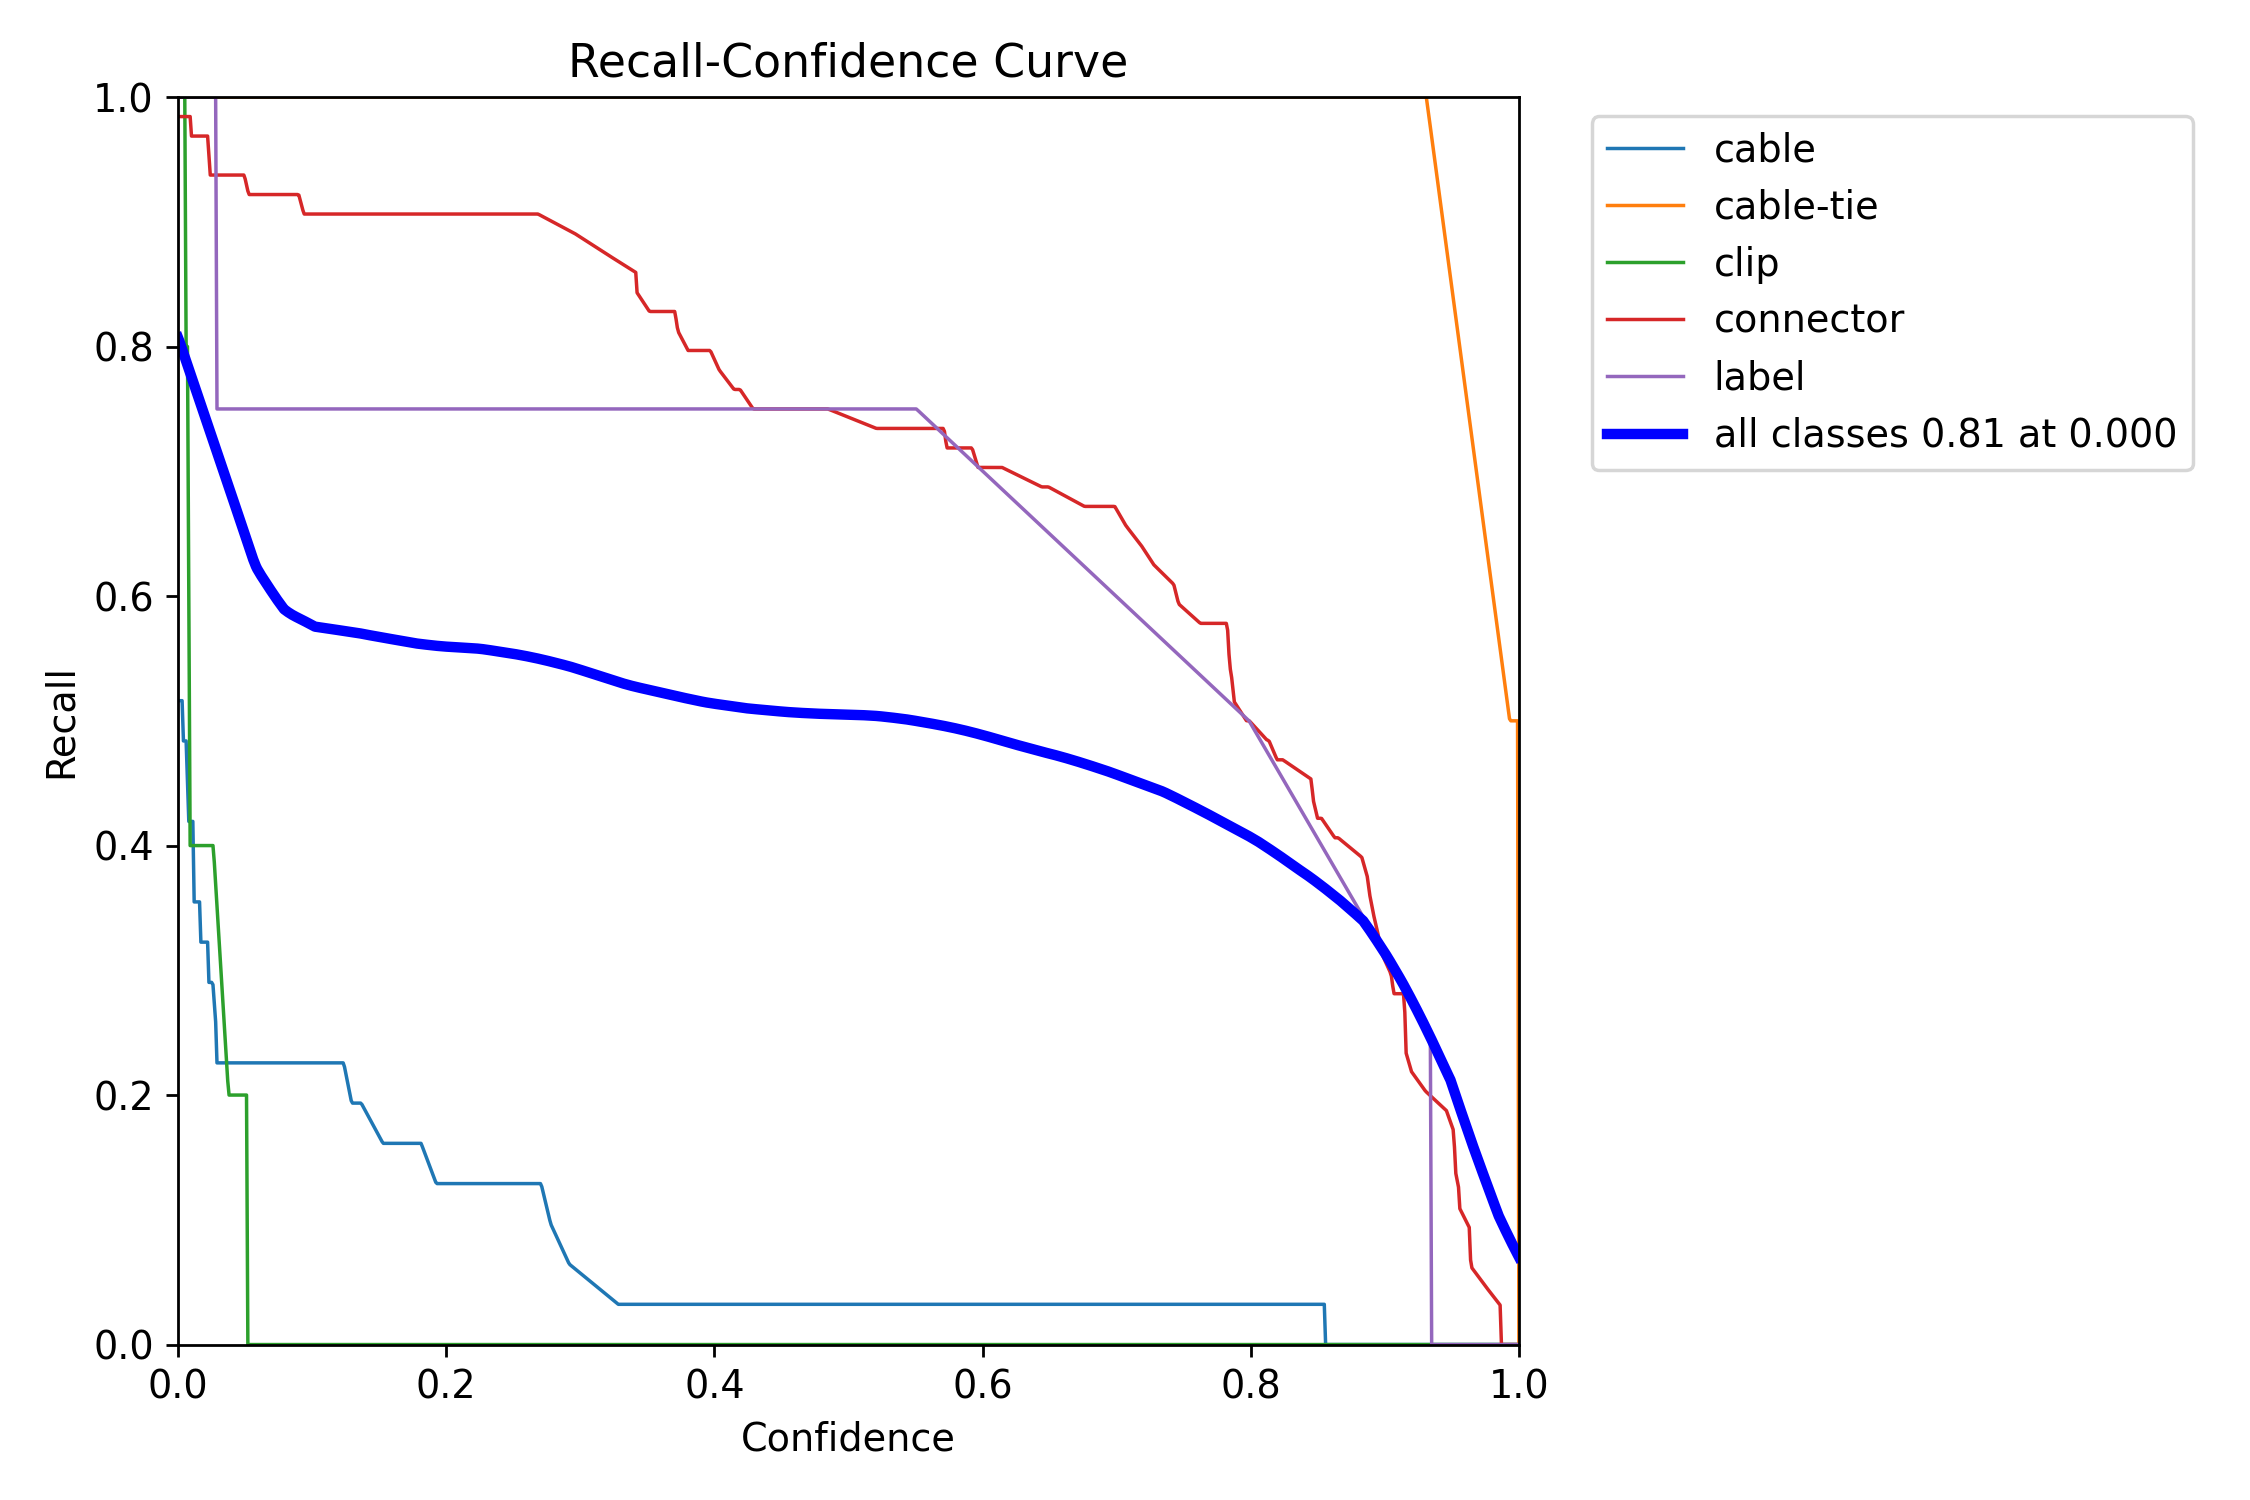 Recall-Confidence Curve
1.0
0.8
0.6
0.4
0.2
0.0
Recall
0.0 0.2 0.4 0.6 0.8 1.0
Confidence
cable
cable-tie
clip
connector
label
all classes 0.81 at 0.000